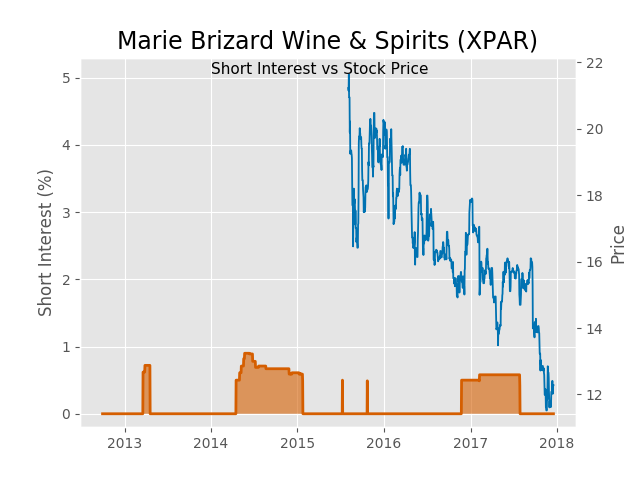 Marie Brizard Wine & Spirits (XPAR)
Short Interest vs Stock Price
Short Interest (%)
5
4
3
2
1
0
22
20
18
16
14
12
Price
2013 2014 2015 2016 2017 2018